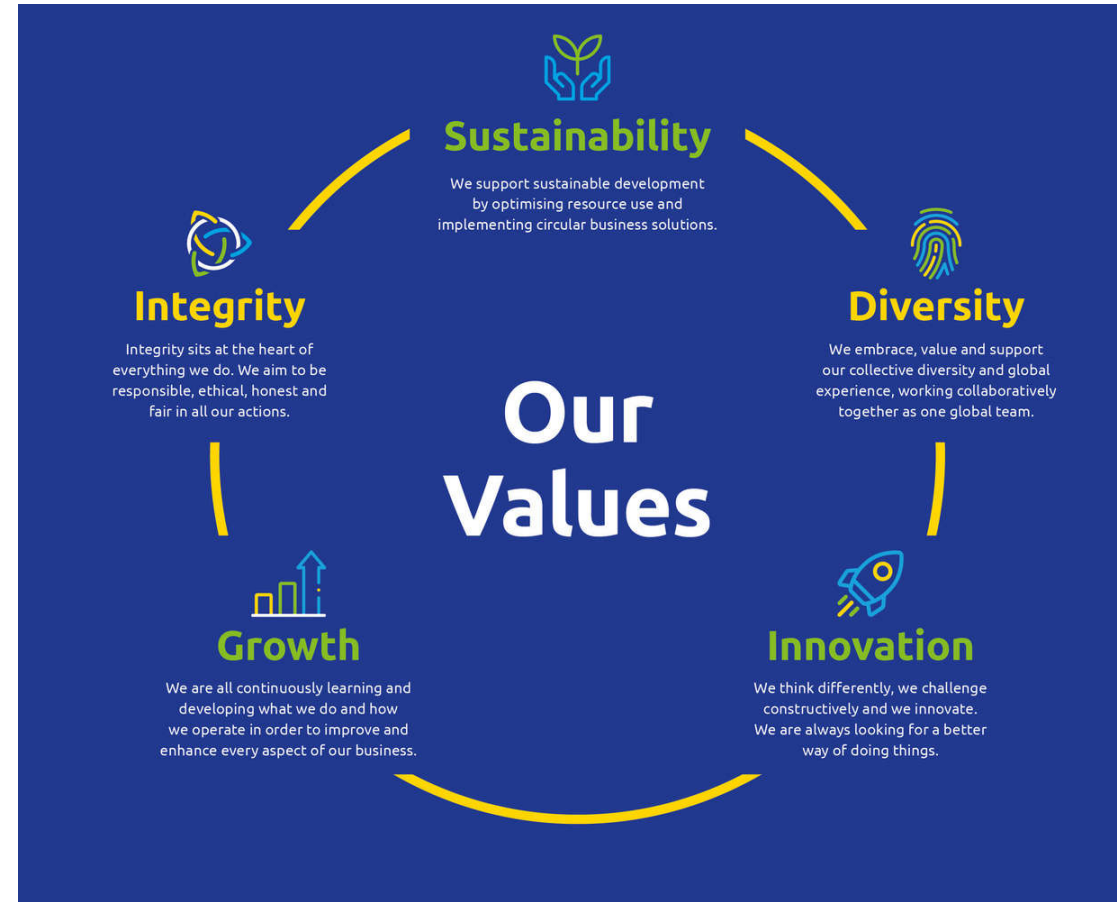 Sustainability
We support sustainable development
by optimising resource use and
implementing circular business solutions.
Integrity
Integrity sits at the heart of
everything we do. We aim to be
responsible, ethical, honest and
fair in all our actions.
Diversity
We embrace, value and support
our collective diversity and global
experience, working collaboratively
together as one global team.
Our
Values
Growth
We are all continuously learning and
developing what we do and how
we operate in order to improve and
enhance every aspect of our business.
Innovation
We think differently, we challenge
constructively and we innovate.
We are always looking for a better
way of doing things.